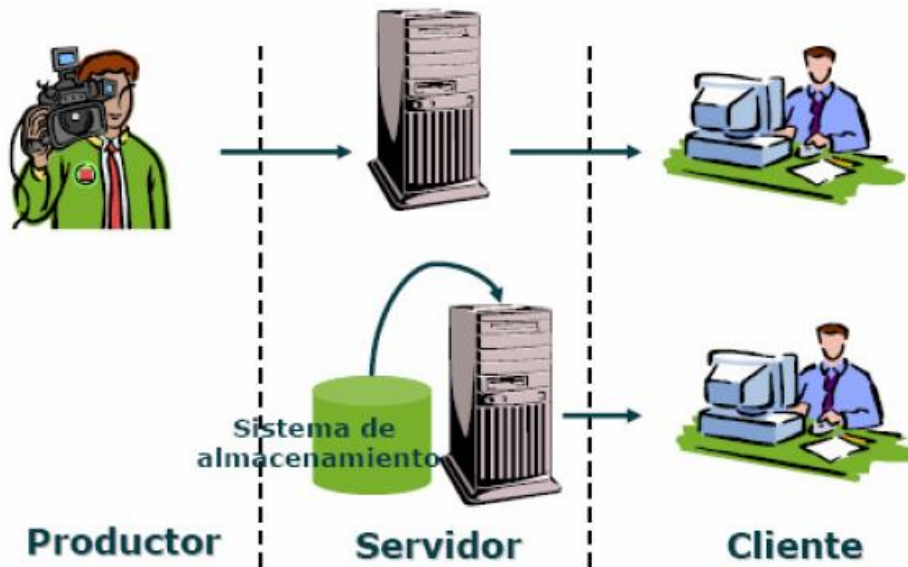 Sistema de
almacenamiento
Productor
Servidor
Cliente